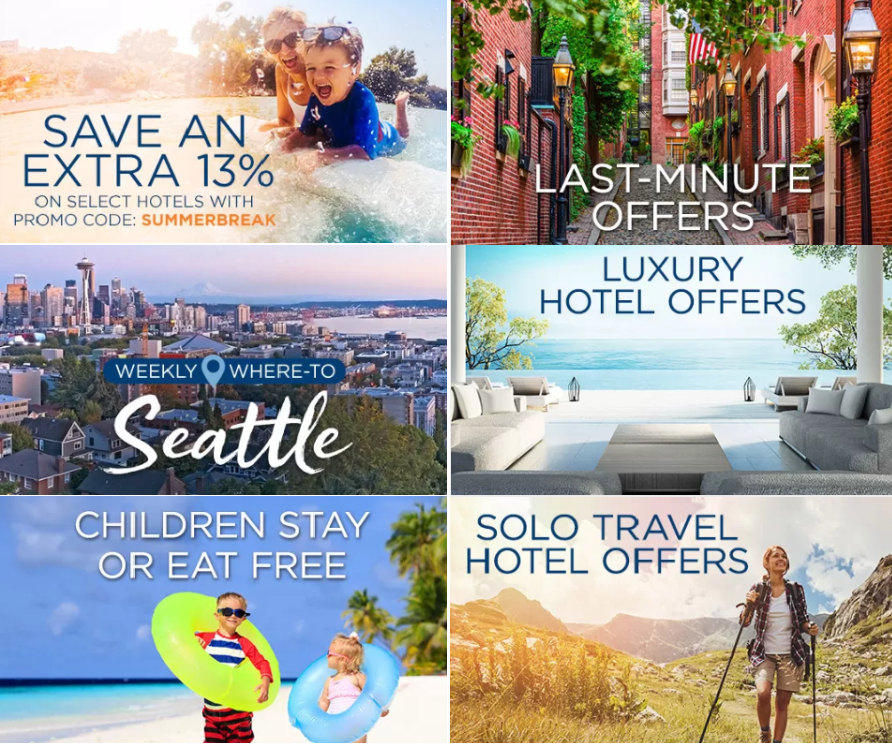 SAVE AN
EXTRA 13%
ON SELECT HOTELS WITH
PROMO CODE: SUMMERBREAK
LAST-MINUTE
OFFERS
WEEKLY WHERE-TO
Seattle
LUXURY
HOTEL OFFERS
CHILDREN STAY
OR EAT FREE
SOLO TRAVEL
HOTEL OFFERS